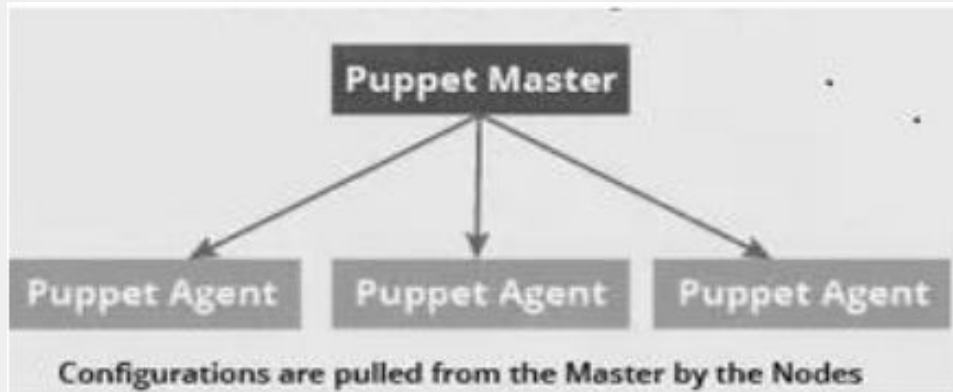 Puppet Master
Puppet Agent Puppet Agent Puppet Agent
Configurations are pulled from the Master by the Nodes